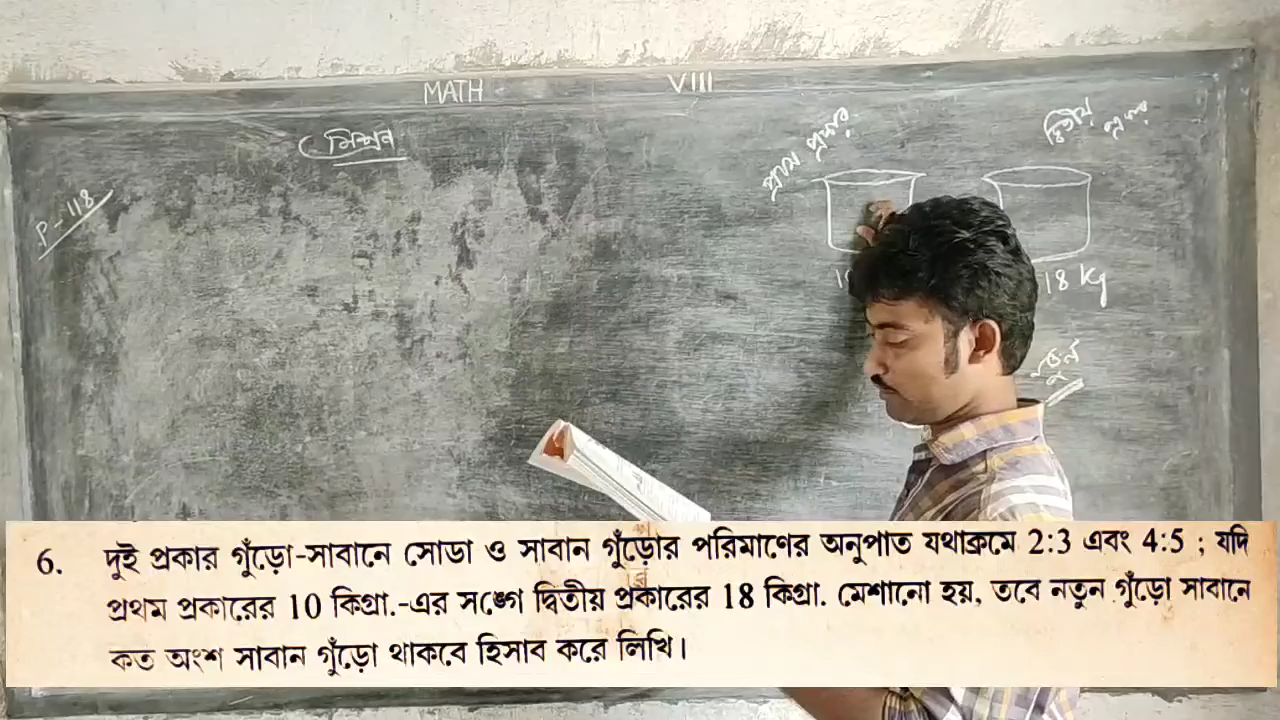 MATH VIII
মিশ্রন
P-118
প্রথম প্রকার
দ্বিতীয় প্রকার
18 Kg
নতুন
6. দুই প্রকার গুঁড়ো-সাবানে সোডা ও সাবান গুঁড়োর পরিমাণের অনুপাত যথাক্রমে 2:3 এবং 4:5 ; যদি
প্রথম প্রকারের 10 কিগ্রা.-এর সঙ্গে দ্বিতীয় প্রকারের 18 কিগ্রা. মেশানো হয়, তবে নতুন গুঁড়ো সাবানে
কত অংশ সাবান গুঁড়ো থাকবে হিসাব করে লিখি।